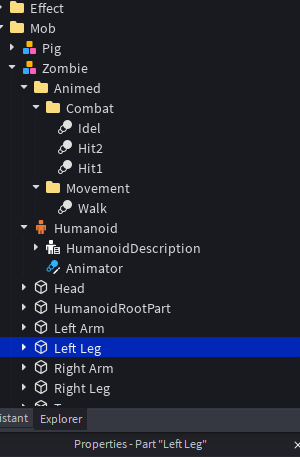 Effect
Mob
Pig
Zombie
Animed
Combat
Idel
Hit2
Hit1
Movement
Walk
Humanoid
HumanoidDescription
Animator
Head
HumanoidRootPart
Left Arm
Left Leg
Right Arm
Right Leg
istant Explorer
Properties - Part "Left Leg"